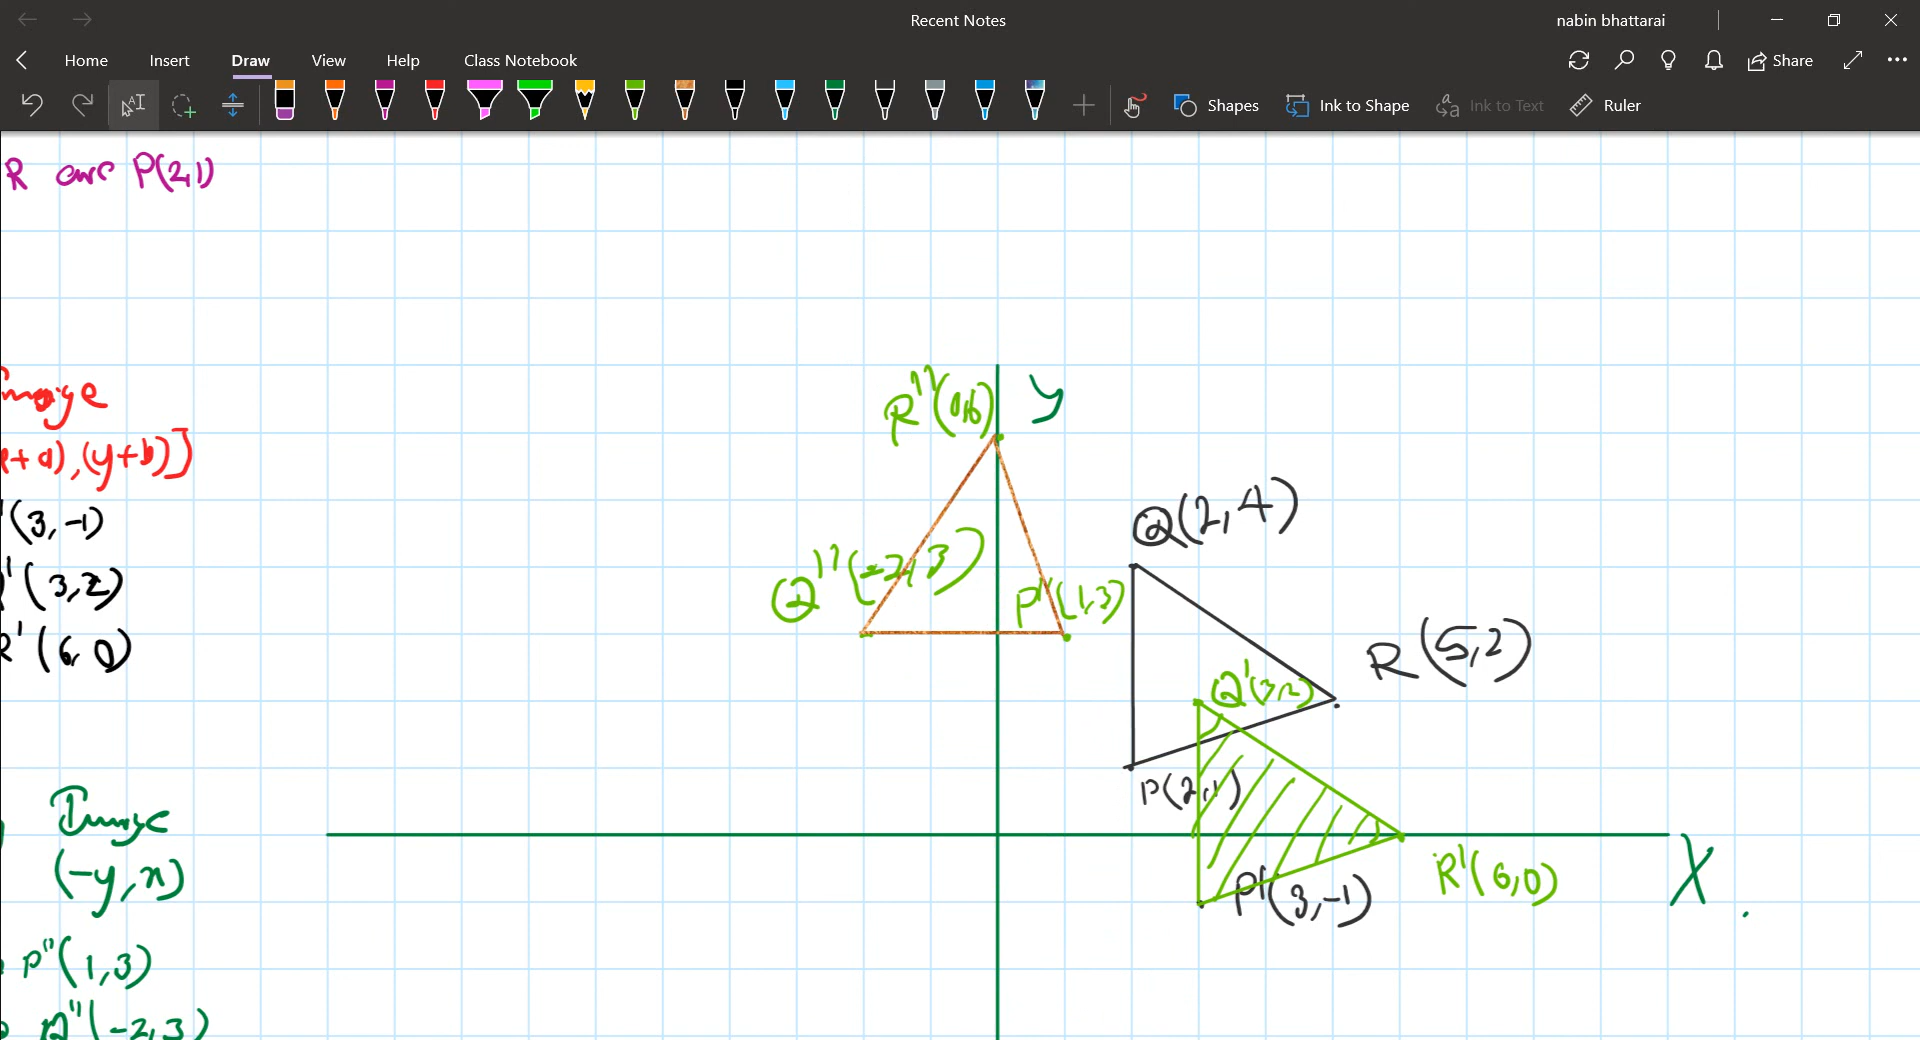 Recent Notes
nabin bhattarai
Home Insert Draw View Help Class Notebook
Share
Shapes Ink to Shape Ink to Text Ruler
R are P(2,1)
Image
+a),(y+b)]
'(3,-1)
'(3,2)
R'(6,0)
Image
(-y,x)
P''(1,3)
Q''(-2,3)
R''(0,6)
y
Q(2,4)
Q''(-2,3)
P''(1,3)
R(5,2)
Q'(3,2)
P(2,1)
P'(3,-1)
R'(6,0)
X